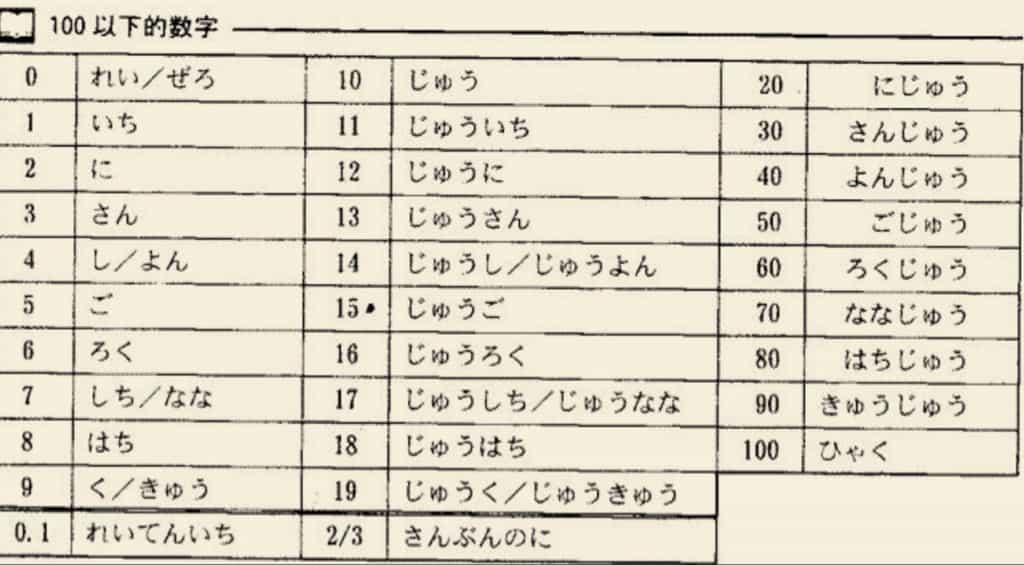 100 以下的数字
0 れい／ぜろ 10 じゅう 20 にじゅう
1 いち 11 じゅういち 30 さんじゅう
2 に 12 じゅうに 40 よんじゅう
3 さん 13 じゅうさん 50 ごじゅう
4 し／よん 14 じゅうし／じゅうよん 60 ろくじゅう
5 ご 15 じゅうご 70 ななじゅう
6 ろく 16 じゅうろく 80 はちじゅう
7 しち／なな 17 じゅうしち／じゅうなな 90 きゅうじゅう
8 はち 18 じゅうはち 100 ひゃく
9 く／きゅう 19 じゅうく／じゅうきゅう
0.1 れいてんいち 2/3 さんぶんのに